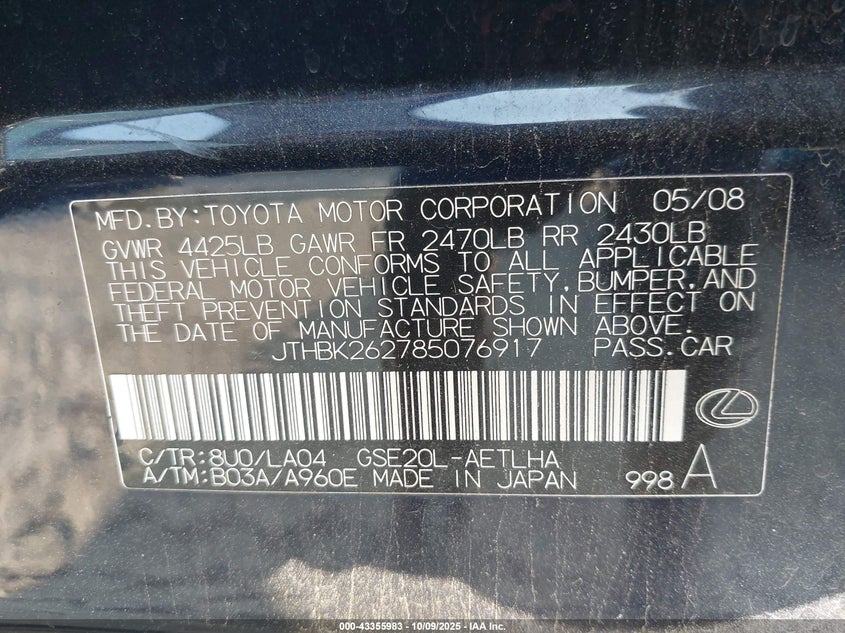 MFD.BY:TOYOTA MOTOR CORPORATION 05/08
GVWR 4425LB GAWR FR 2470LB RR 2430LB
THIS VEHICLE CONFORMS TO ALL APPLICABLE
FEDERAL MOTOR VEHICLE SAFETY,BUMPER,AND
THEFT PREVENTION STANDARDS IN EFFECT ON
THE DATE OF MANUFACTURE SHOWN ABOVE.
JTHBK262785076917 PASS.CAR
C/TR:8U0/LA04 GSE20L-AETLHA
A/TM:B03A/A960E MADE IN JAPAN 998 A
000-43355983 - 10/09/2025 - IAA Inc.